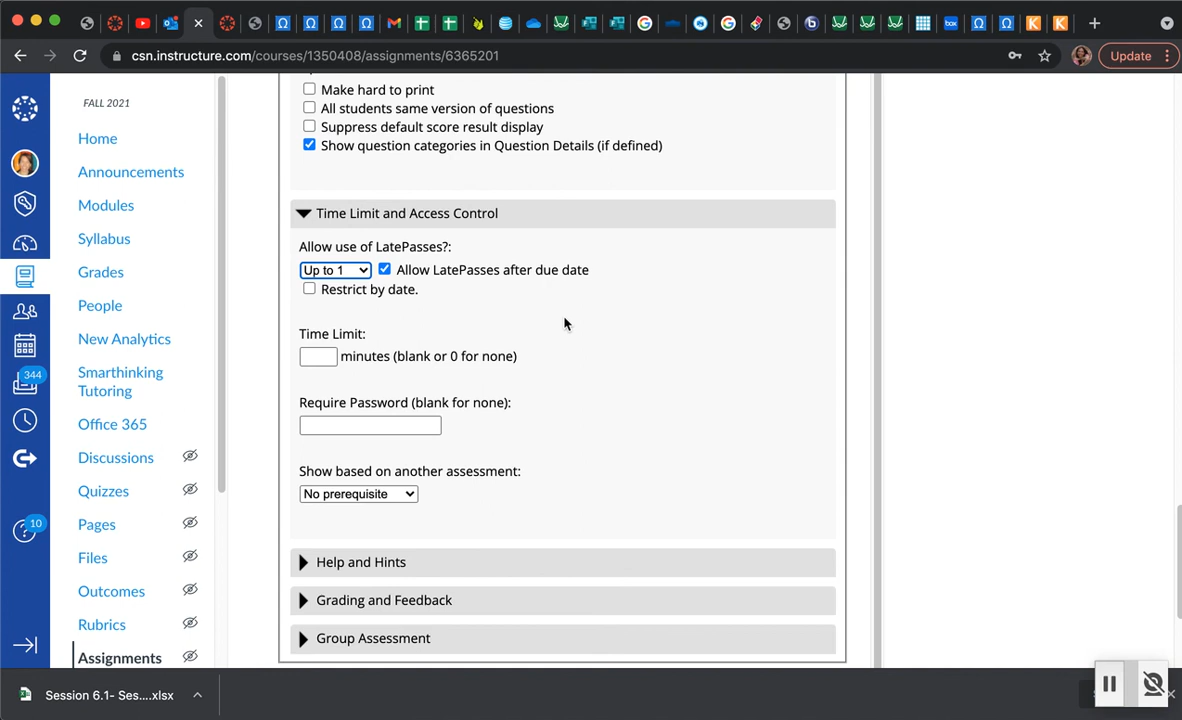 csn.instructure.com/courses/1350408/assignments/6365201
Update
FALL 2021
Home
Announcements
Modules
Syllabus
Grades
People
New Analytics
Smarthinking
Tutoring
Office 365
Discussions
Quizzes
Pages
Files
Outcomes
Rubrics
Assignments
344
10
Make hard to print
All students same version of questions
Suppress default score result display
Show question categories in Question Details (if defined)
Time Limit and Access Control
Allow use of LatePasses?:
Up to 1 Allow LatePasses after due date
Restrict by date.
Time Limit:
minutes (blank or 0 for none)
Require Password (blank for none):
Show based on another assessment:
No prerequisite
Help and Hints
Grading and Feedback
Group Assessment
Session 6.1- Ses....xlsx